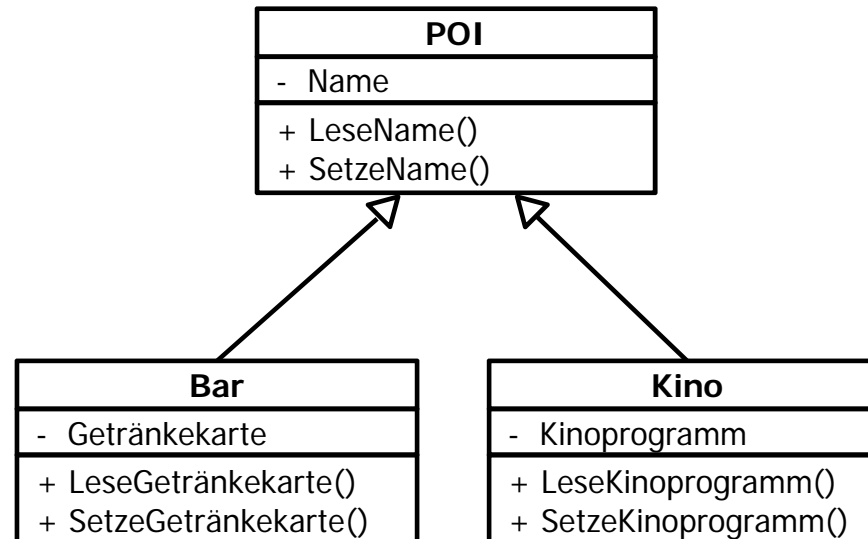 POI
- Name
+ LeseName()
+ SetzeName()
Bar
- Getränkekarte
+ LeseGetränkekarte()
+ SetzeGetränkekarte()
Kino
- Kinoprogramm
+ LeseKinoprogramm()
+ SetzeKinoprogramm()